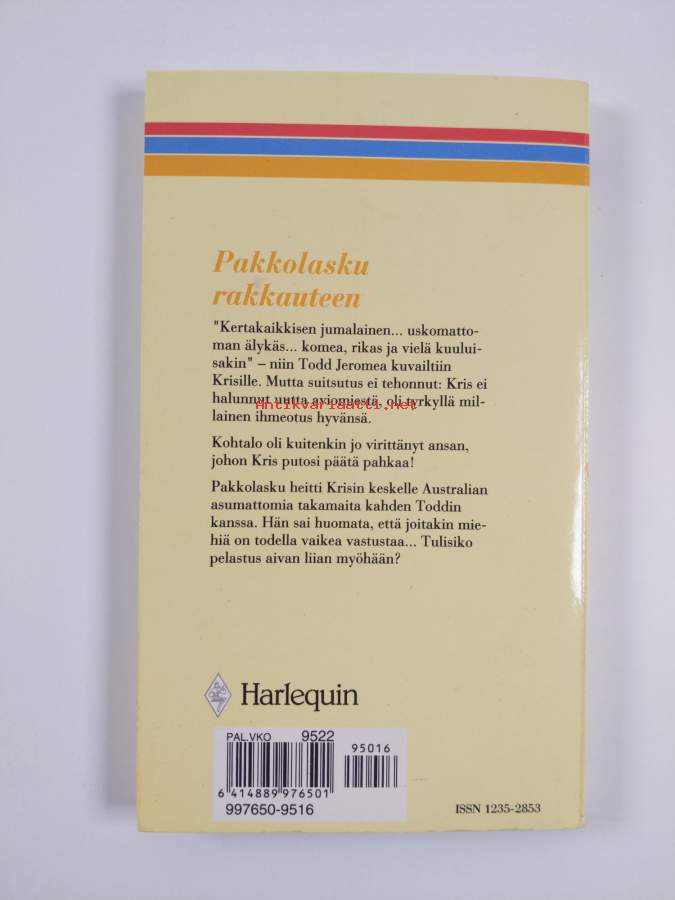 Pakkolasku
rakkauteen
"Kertakaikkisen jumalainen... uskomatto-
man älykäs... komea, rikas ja vielä kuului-
sakin" – niin Todd Jeromea kuvailtiin
Krisille. Mutta suitsutus ei tehonnut: Kris ei
halunnut uutta aviomiestä, oli tyrkyllä mil-
Antikvariaatti.net
lainen ihmeotus hyvänsä.
Kohtalo oli kuitenkin jo virittänyt ansan,
johon Kris putosi päätä pahkaa!
Pakkolasku heitti Krisin keskelle Australian
asumattomia takamaita kahden Toddin
kanssa. Hän sai huomata, että joitakin mie-
hiä on todella vaikea vastustaa... Tulisiko
pelastus aivan liian myöhään?
Harlequin
PAL.VKO 9522
95016
6 414889 976501
997650-9516
ISSN 1235-2853